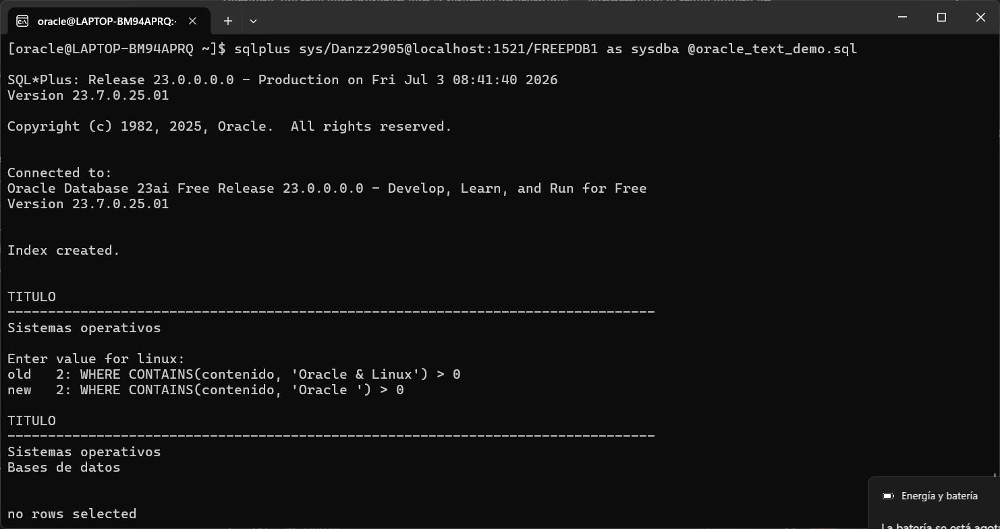 oracle@LAPTOP-BM94APRQ:~
[oracle@LAPTOP-BM94APRQ ~]$ sqlplus sys/Danzz2905@localhost:1521/FREEPDB1 as sysdba @oracle_text_demo.sql
SQL*Plus: Release 23.0.0.0.0 - Production on Fri Jul 3 08:41:40 2026
Version 23.7.0.25.01
Copyright (c) 1982, 2025, Oracle.  All rights reserved.
Connected to:
Oracle Database 23ai Free Release 23.0.0.0.0 - Develop, Learn, and Run for Free
Version 23.7.0.25.01
Index created.
TITULO
--------------------------------------------------------------------------------
Sistemas operativos
Enter value for linux:
old   2: WHERE CONTAINS(contenido, 'Oracle & Linux') > 0
new   2: WHERE CONTAINS(contenido, 'Oracle ') > 0
TITULO
--------------------------------------------------------------------------------
Sistemas operativos
Bases de datos
no rows selected
Energía y batería
La batería se está